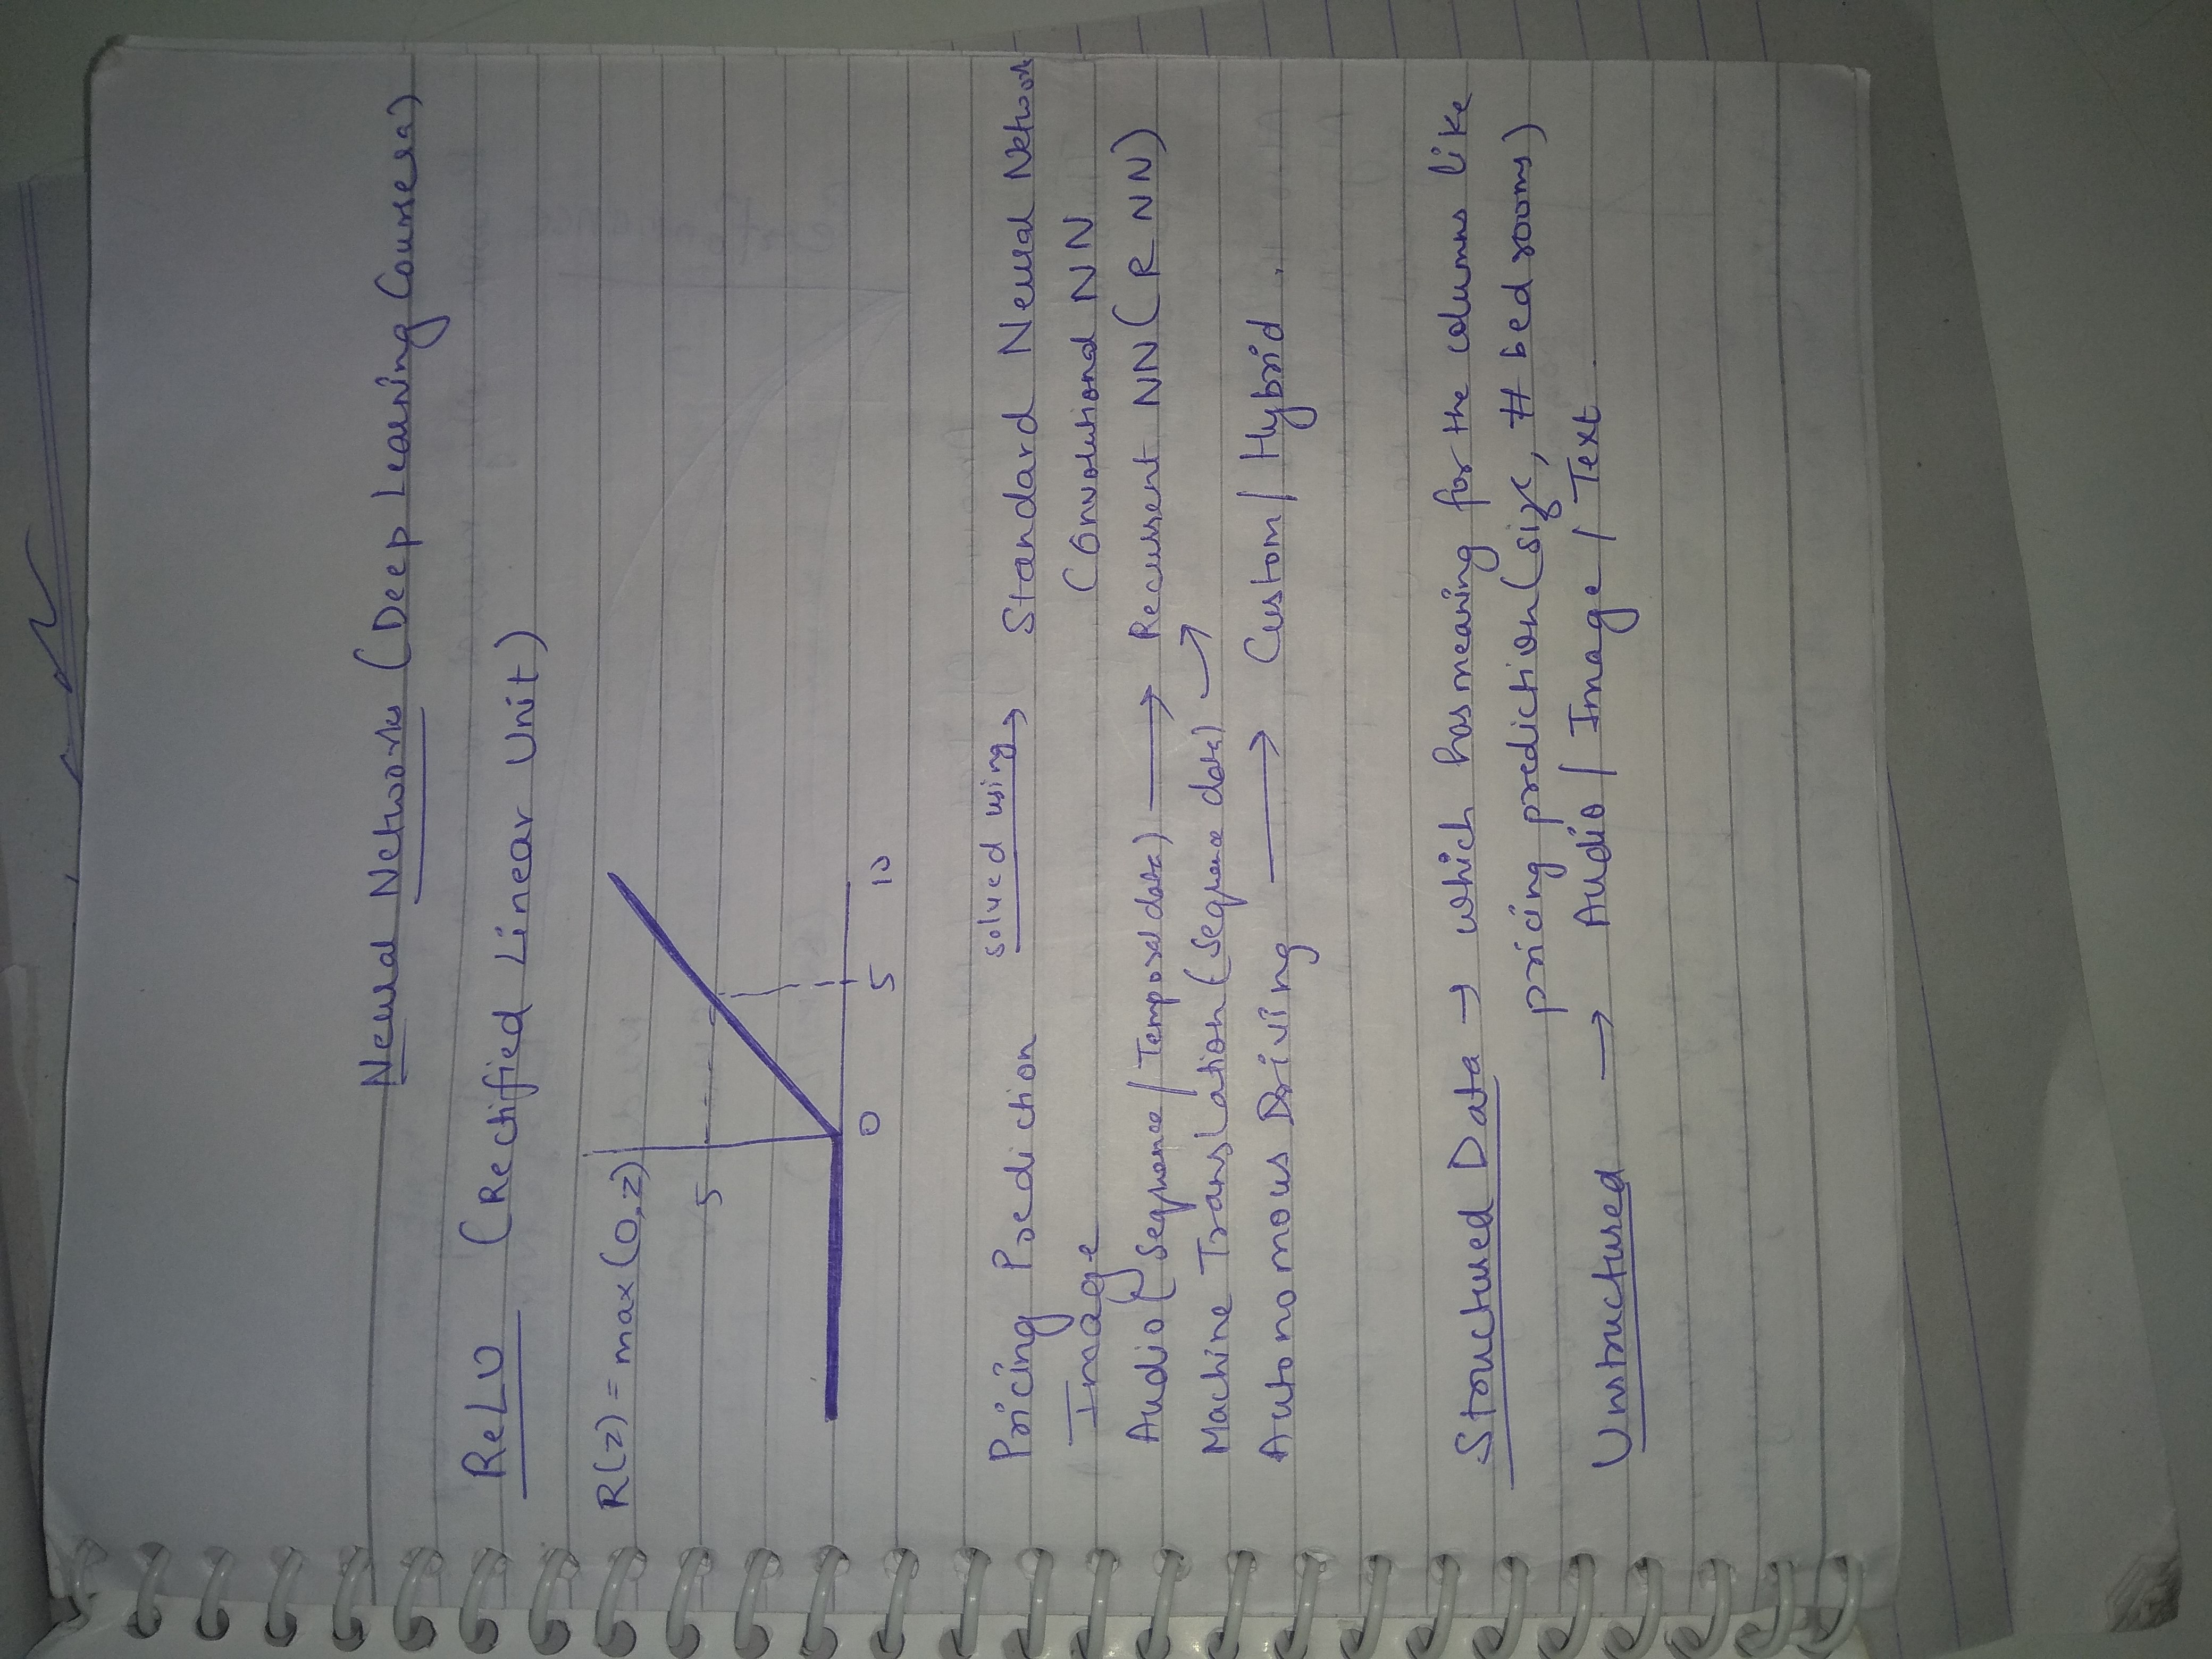 Neural Networks (Deep Learning Coursera)
ReLU (Rectified Linear Unit)
R(z) = max(0,z)
5
0 5 10
Pricing Prediction solved using → Standard Neural Network
Image Convolutional NN
Audio (Sequence/Temporal data) → Recurrent NN (RNN)
Machine Translation (Sequence data) →
Autonomous Driving → Custom/Hybrid.
Structured Data → which has meaning for the columns like
pricing prediction (size, # bedrooms)
Unstructured → Audio/Image/Text.